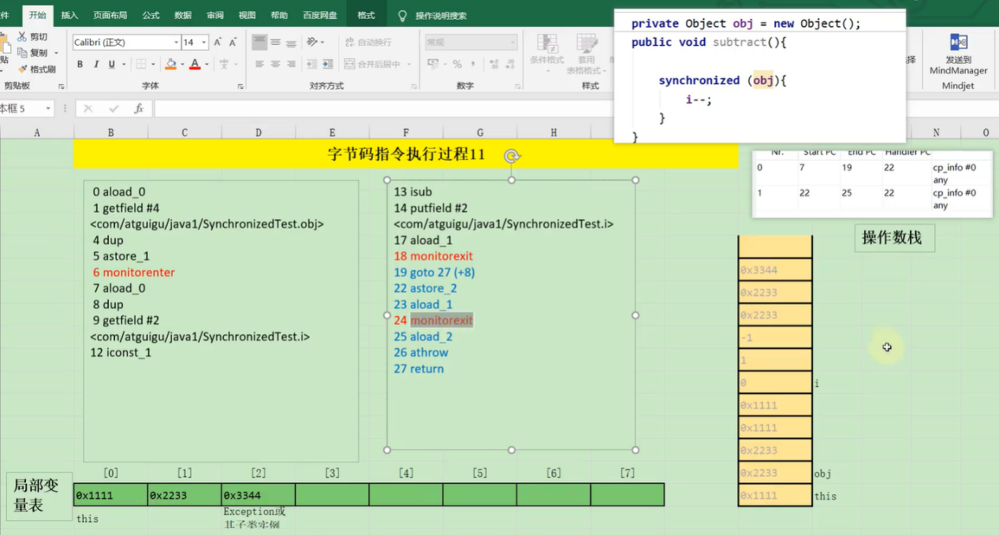 件 开始 插入 页面布局 公式 数据 审阅 视图 帮助 百度网盘 格式 操作说明搜索
剪切
复制
格式刷
贴
剪贴板
Calibri (正文) 14 A A
B I U A
字体
自动换行
合并后居中
对齐方式
常规
% ,
数字
条件格式
套用
表格格式
样式
择
发送到
MindManager
Mindjet
private Object obj = new Object();
public void subtract(){
synchronized (obj){
i--;
}
}
本框 5 fx
A B C D E F G H N O
字节码指令执行过程11
0 aload_0
1 getfield #4
<com/atguigu/java1/SynchronizedTest.obj>
4 dup
5 astore_1
6 monitorenter
7 aload_0
8 dup
9 getfield #2
<com/atguigu/java1/SynchronizedTest.i>
12 iconst_1
13 isub
14 putfield #2
<com/atguigu/java1/SynchronizedTest.i>
17 aload_1
18 monitorexit
19 goto 27 (+8)
22 astore_2
23 aload_1
24 monitorexit
25 aload_2
26 athrow
27 return
Nr. Start PC End PC Handler PC
0 7 19 22 cp_info #0
any
1 22 25 22 cp_info #0
any
操作数栈
0x3344
0x2233
0x2233
-1
1
0 i
0x1111
0x1111
0x2233
0x2233 obj
0x1111 this
[0] [1] [2] [3] [4] [5] [6] [7]
局部变
量表
0x1111 0x2233 0x3344
this
Exception或
其子类实例